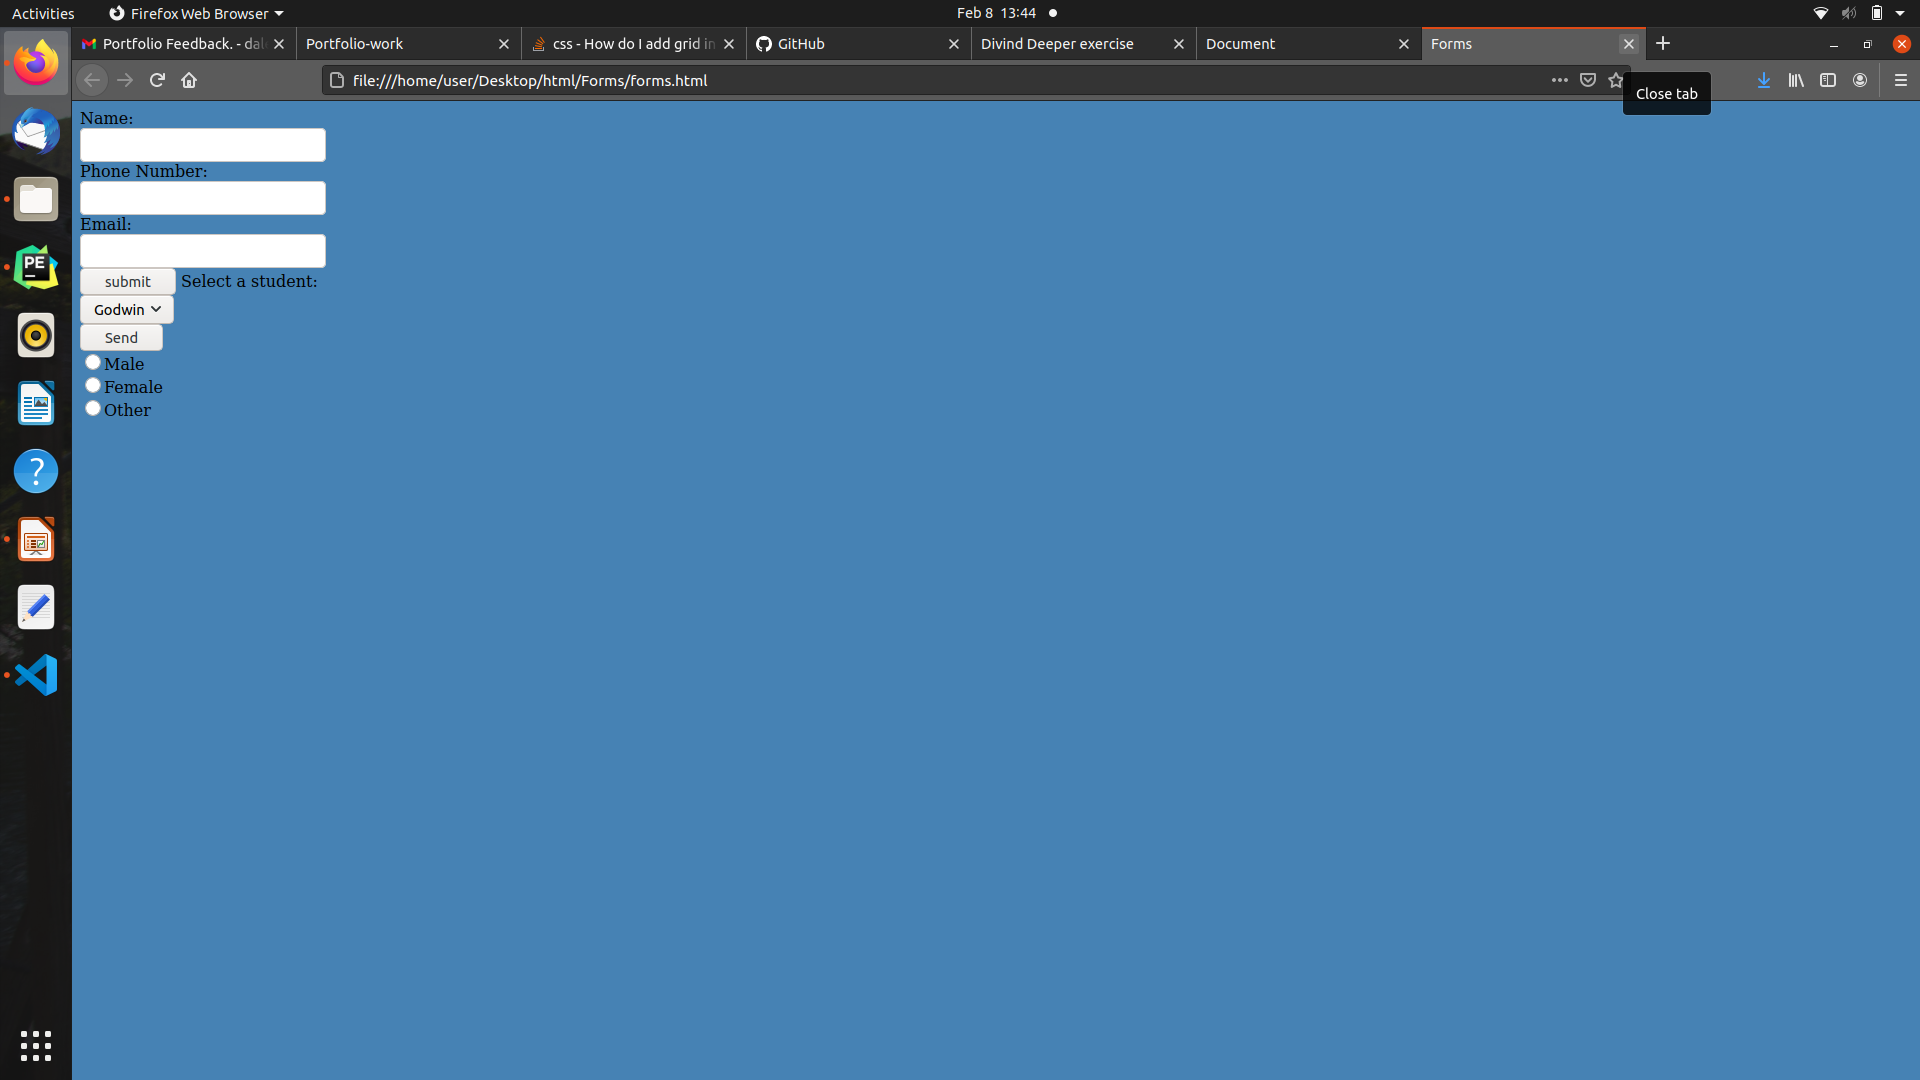 Activities
Firefox Web Browser
Feb 8 13:44
Portfolio Feedback. - dal
Portfolio-work
css - How do I add grid in
GitHub
Divind Deeper exercise
Document
Forms
file:///home/user/Desktop/html/Forms/forms.html
Close tab
Name:
Phone Number:
Email:
submit Select a student:
Godwin
Send
Male
Female
Other
PE
?